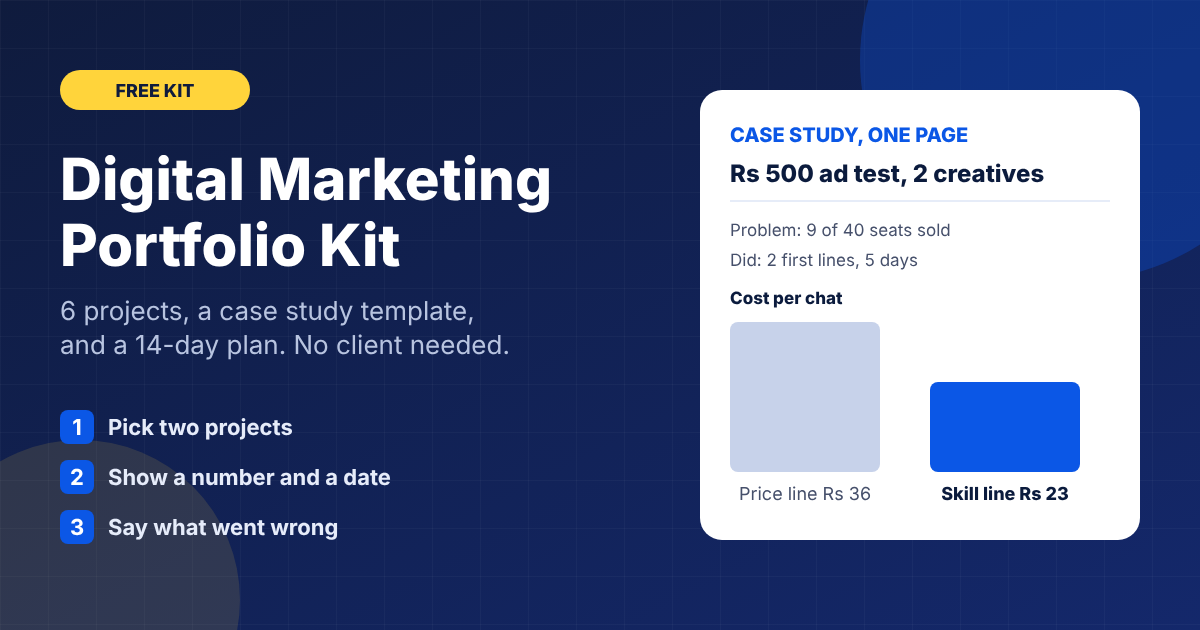 FREE KIT
Digital Marketing
Portfolio Kit
6 projects, a case study template,
and a 14-day plan. No client needed.
1 Pick two projects
2 Show a number and a date
3 Say what went wrong
CASE STUDY, ONE PAGE
Rs 500 ad test, 2 creatives
Problem: 9 of 40 seats sold
Did: 2 first lines, 5 days
Cost per chat
Price line Rs 36
Skill line Rs 23